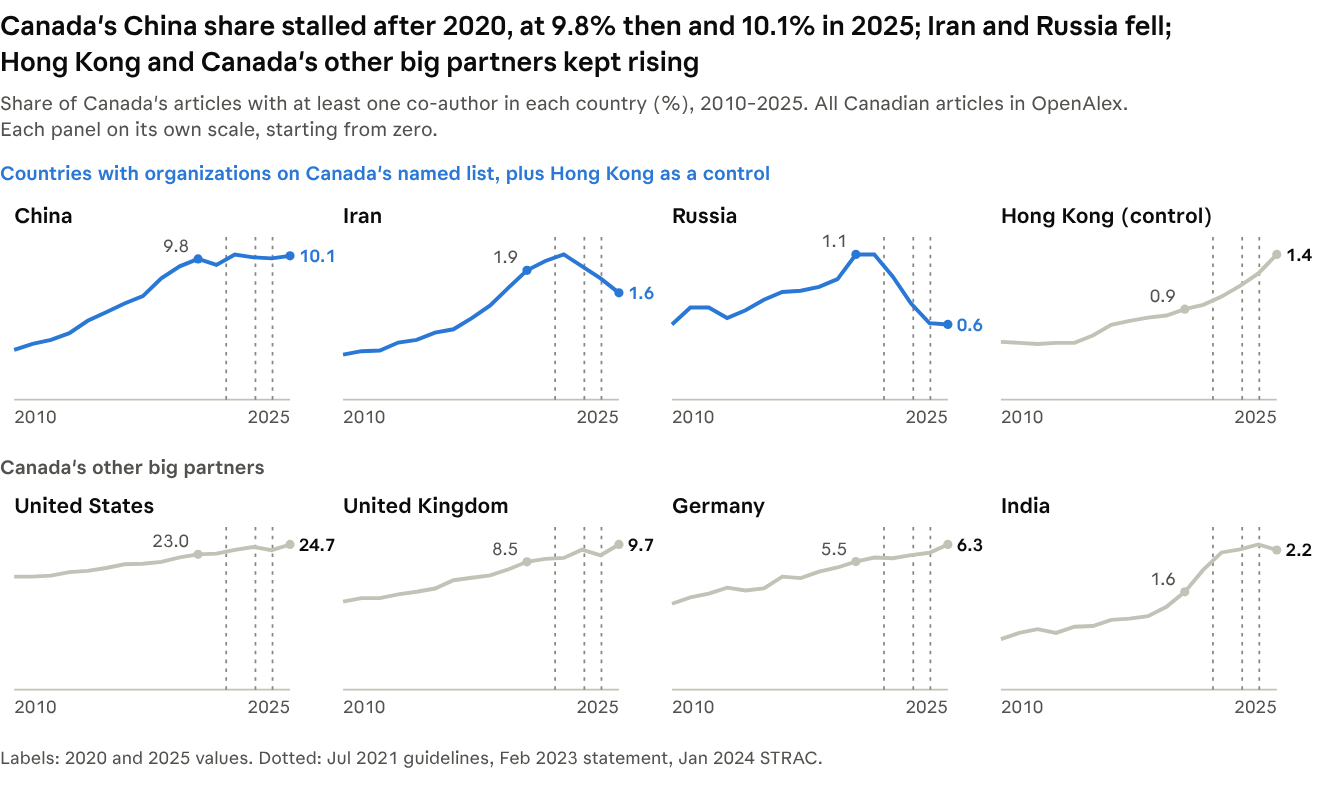 Canada's China share stalled after 2020, at 9.8% then and 10.1% in 2025; Iran and Russia fell;
Hong Kong and Canada's other big partners kept rising
Share of Canada's articles with at least one co-author in each country (%), 2010-2025. All Canadian articles in OpenAlex.
Each panel on its own scale, starting from zero.
Countries with organizations on Canada's named list, plus Hong Kong as a control
China
Iran
Russia
Hong Kong (control)
9.8
10.1
1.9
1.6
1.1
0.6
0.9
1.4
2010
2025
2010
2025
2010
2025
2010
2025
Canada's other big partners
United States
United Kingdom
Germany
India
23.0
24.7
8.5
9.7
5.5
6.3
1.6
2.2
2010
2025
2010
2025
2010
2025
2010
2025
Labels: 2020 and 2025 values. Dotted: Jul 2021 guidelines, Feb 2023 statement, Jan 2024 STRAC.